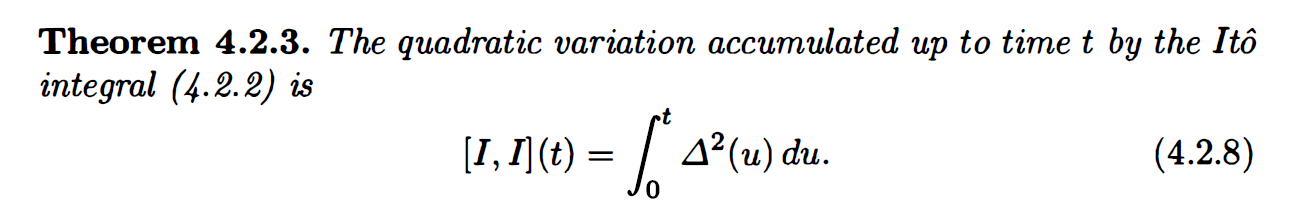 Theorem 4.2.3. The quadratic variation accumulated up to time t by the Itô
integral (4.2.2) is
[I, I](t) = ∫₀ᵗ Δ²(u) du. (4.2.8)